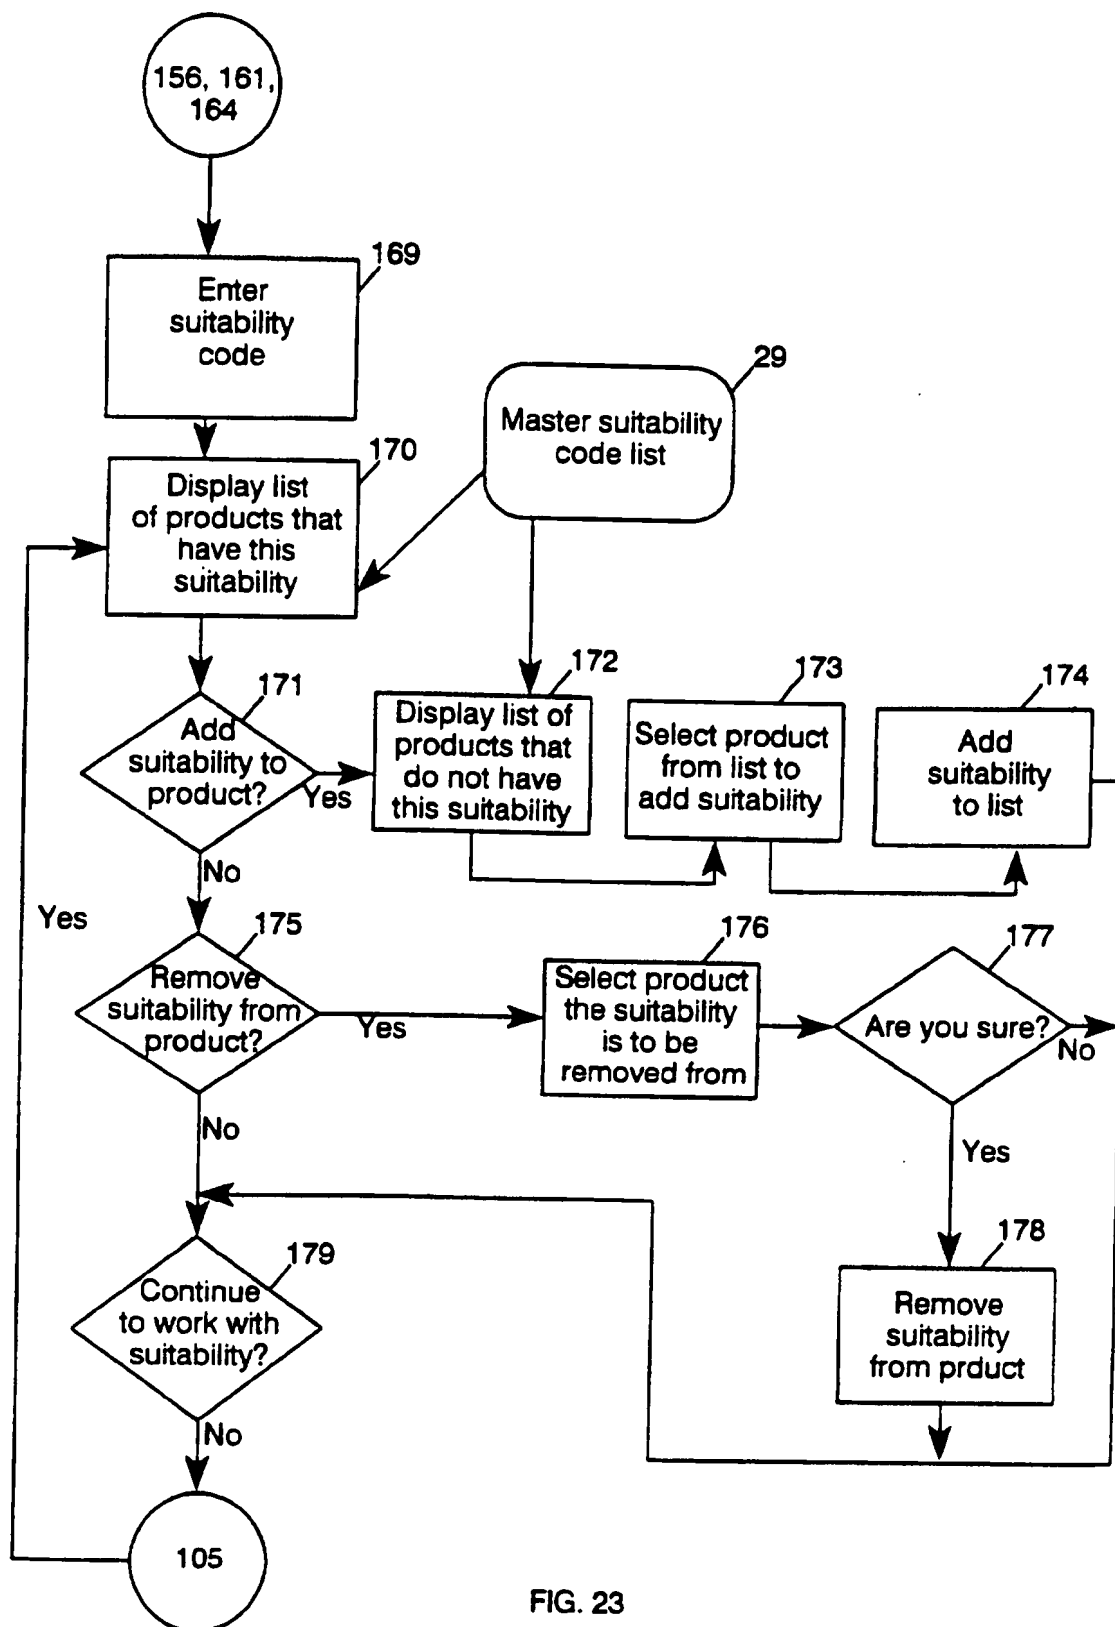 156, 161,
164
169
Enter
suitability
code
29
Master suitability
code list
170
Display list
of products that
have this
suitability
171
Add
suitability to
product?
Yes
172
Display list of
products that
do not have
this suitability
173
Select product
from list to
add suitability
174
Add
suitability
to list
No
Yes
175
Remove
suitability from
product?
Yes
176
Select product
the suitability
is to be
removed from
177
Are you sure?
No
No
Yes
178
Remove
suitability
from prduct
179
Continue
to work with
suitability?
No
105
FIG. 23